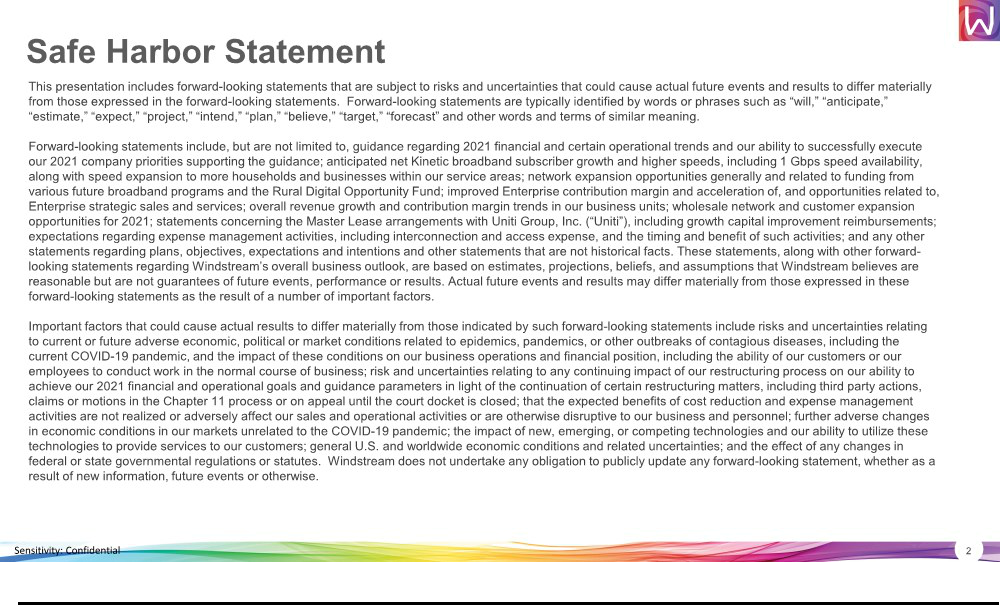 Safe Harbor Statement
This presentation includes forward-looking statements that are subject to risks and uncertainties that could cause actual future events and results to differ materially
from those expressed in the forward-looking statements.  Forward-looking statements are typically identified by words or phrases such as “will,” “anticipate,”
“estimate,” “expect,” “project,” “intend,” “plan,” “believe,” “target,” “forecast” and other words and terms of similar meaning.
Forward-looking statements include, but are not limited to, guidance regarding 2021 financial and certain operational trends and our ability to successfully execute
our 2021 company priorities supporting the guidance; anticipated net Kinetic broadband subscriber growth and higher speeds, including 1 Gbps speed availability,
along with speed expansion to more households and businesses within our service areas; network expansion opportunities generally and related to funding from
various future broadband programs and the Rural Digital Opportunity Fund; improved Enterprise contribution margin and acceleration of, and opportunities related to,
Enterprise strategic sales and services; overall revenue growth and contribution margin trends in our business units; wholesale network and customer expansion
opportunities for 2021; statements concerning the Master Lease arrangements with Uniti Group, Inc. (“Uniti”), including growth capital improvement reimbursements;
expectations regarding expense management activities, including interconnection and access expense, and the timing and benefit of such activities; and any other
statements regarding plans, objectives, expectations and intentions and other statements that are not historical facts. These statements, along with other forward-
looking statements regarding Windstream’s overall business outlook, are based on estimates, projections, beliefs, and assumptions that Windstream believes are
reasonable but are not guarantees of future events, performance or results. Actual future events and results may differ materially from those expressed in these
forward-looking statements as the result of a number of important factors.
Important factors that could cause actual results to differ materially from those indicated by such forward-looking statements include risks and uncertainties relating
to current or future adverse economic, political or market conditions related to epidemics, pandemics, or other outbreaks of contagious diseases, including the
current COVID-19 pandemic, and the impact of these conditions on our business operations and financial position, including the ability of our customers or our
employees to conduct work in the normal course of business; risk and uncertainties relating to any continuing impact of our restructuring process on our ability to
achieve our 2021 financial and operational goals and guidance parameters in light of the continuation of certain restructuring matters, including third party actions,
claims or motions in the Chapter 11 process or on appeal until the court docket is closed; that the expected benefits of cost reduction and expense management
activities are not realized or adversely affect our sales and operational activities or are otherwise disruptive to our business and personnel; further adverse changes
in economic conditions in our markets unrelated to the COVID-19 pandemic; the impact of new, emerging, or competing technologies and our ability to utilize these
technologies to provide services to our customers; general U.S. and worldwide economic conditions and related uncertainties; and the effect of any changes in
federal or state governmental regulations or statutes.  Windstream does not undertake any obligation to publicly update any forward-looking statement, whether as a
result of new information, future events or otherwise.
Sensitivity: Confidential
2